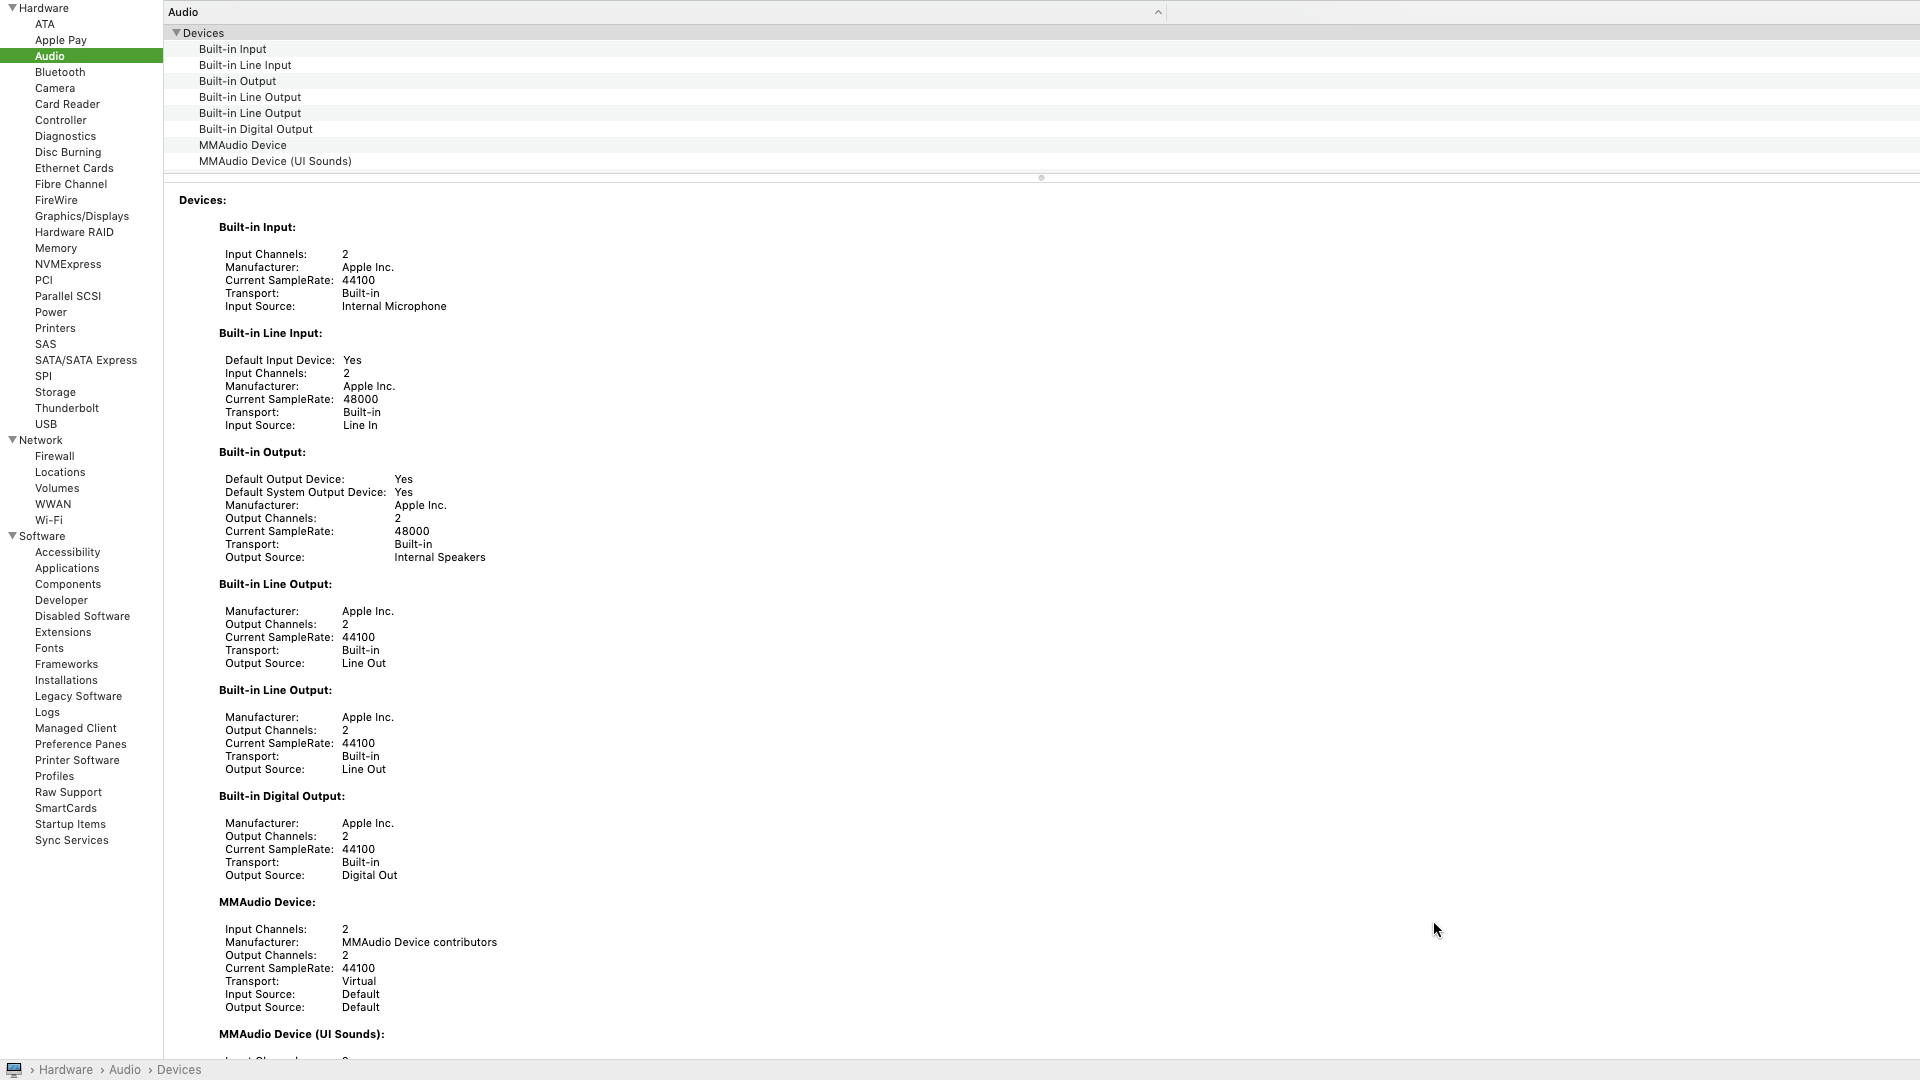 Hardware
ATA
Apple Pay
Audio
Bluetooth
Camera
Card Reader
Controller
Diagnostics
Disc Burning
Ethernet Cards
Fibre Channel
FireWire
Graphics/Displays
Hardware RAID
Memory
NVMExpress
PCI
Parallel SCSI
Power
Printers
SAS
SATA/SATA Express
SPI
Storage
Thunderbolt
USB
Network
Firewall
Locations
Volumes
WWAN
Wi-Fi
Software
Accessibility
Applications
Components
Developer
Disabled Software
Extensions
Fonts
Frameworks
Installations
Legacy Software
Logs
Managed Client
Preference Panes
Printer Software
Profiles
Raw Support
SmartCards
Startup Items
Sync Services
Audio
Devices
Built-in Input
Built-in Line Input
Built-in Output
Built-in Line Output
Built-in Line Output
Built-in Digital Output
MMAudio Device
MMAudio Device (UI Sounds)
Devices:
Built-in Input:
Input Channels: 2
Manufacturer: Apple Inc.
Current SampleRate: 44100
Transport: Built-in
Input Source: Internal Microphone
Built-in Line Input:
Default Input Device: Yes
Input Channels: 2
Manufacturer: Apple Inc.
Current SampleRate: 48000
Transport: Built-in
Input Source: Line In
Built-in Output:
Default Output Device: Yes
Default System Output Device: Yes
Manufacturer: Apple Inc.
Output Channels: 2
Current SampleRate: 48000
Transport: Built-in
Output Source: Internal Speakers
Built-in Line Output:
Manufacturer: Apple Inc.
Output Channels: 2
Current SampleRate: 44100
Transport: Built-in
Output Source: Line Out
Built-in Line Output:
Manufacturer: Apple Inc.
Output Channels: 2
Current SampleRate: 44100
Transport: Built-in
Output Source: Line Out
Built-in Digital Output:
Manufacturer: Apple Inc.
Output Channels: 2
Current SampleRate: 44100
Transport: Built-in
Output Source: Digital Out
MMAudio Device:
Input Channels: 2
Manufacturer: MMAudio Device contributors
Output Channels: 2
Current SampleRate: 44100
Transport: Virtual
Input Source: Default
Output Source: Default
MMAudio Device (UI Sounds):
› Hardware › Audio › Devices